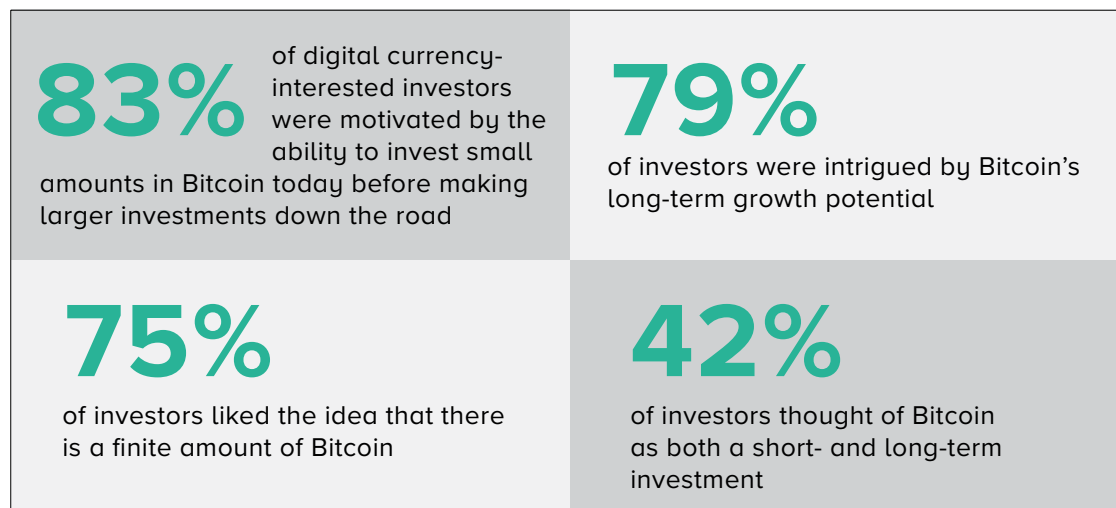 83%
of digital currency-
interested investors
were motivated by the
ability to invest small
amounts in Bitcoin today before making
larger investments down the road
79%
of investors were intrigued by Bitcoin’s
long-term growth potential
75%
of investors liked the idea that there
is a finite amount of Bitcoin
42%
of investors thought of Bitcoin
as both a short- and long-term
investment